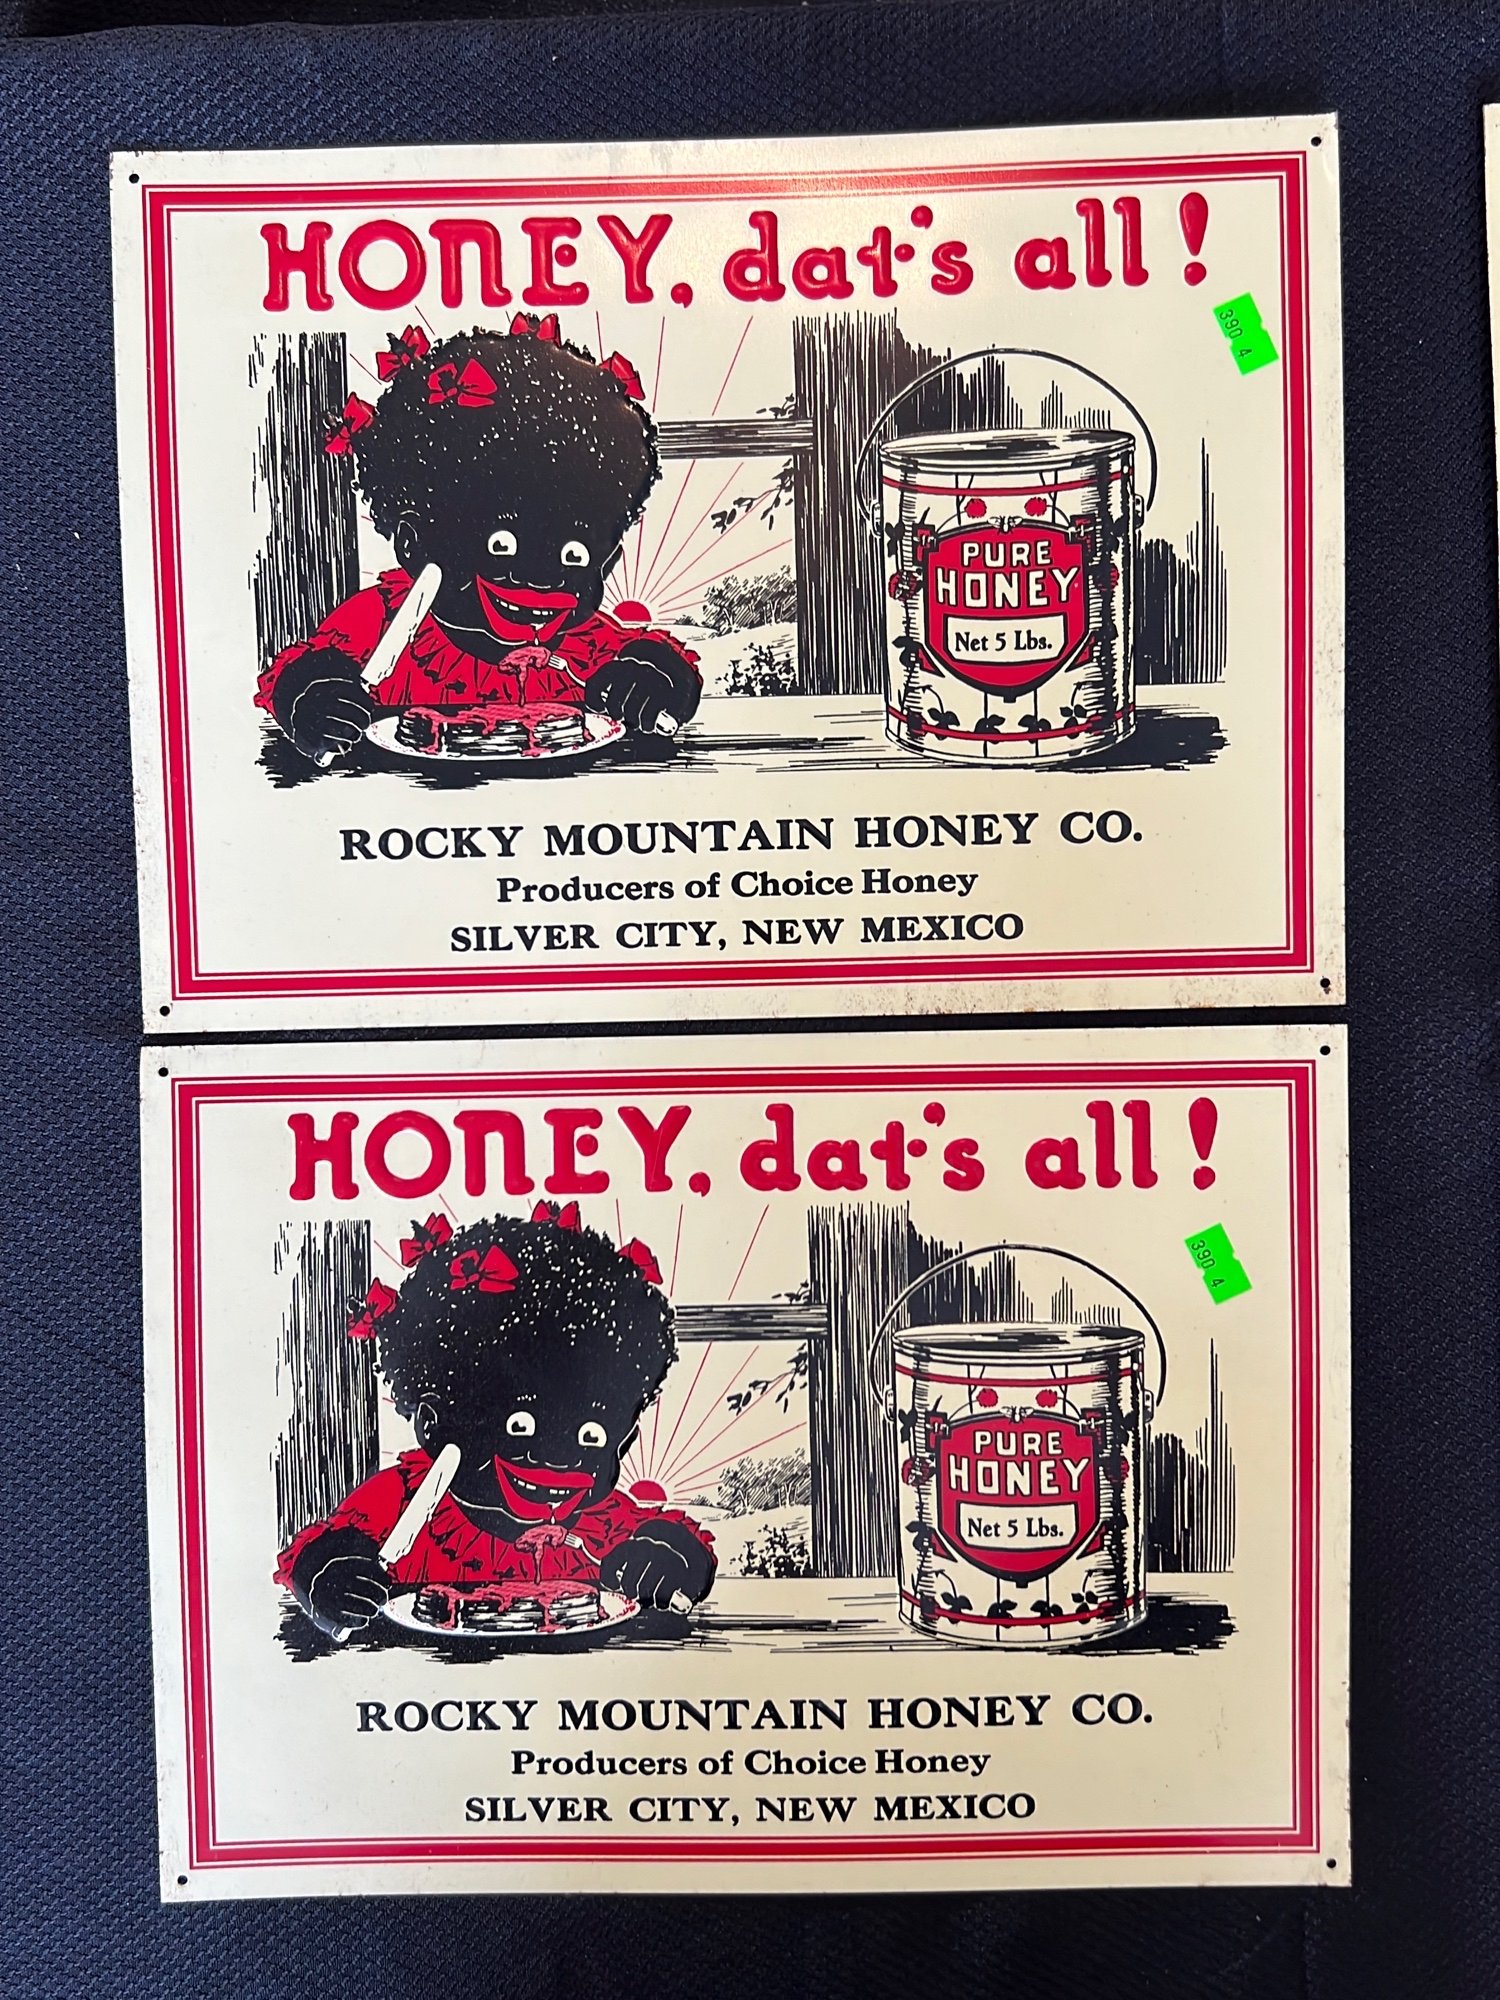 HONEY, dat's all!
390 4
PURE
HONEY
Net 5 Lbs.
ROCKY MOUNTAIN HONEY CO.
Producers of Choice Honey
SILVER CITY, NEW MEXICO
HONEY, dat's all!
390 4
PURE
HONEY
Net 5 Lbs.
ROCKY MOUNTAIN HONEY CO.
Producers of Choice Honey
SILVER CITY, NEW MEXICO